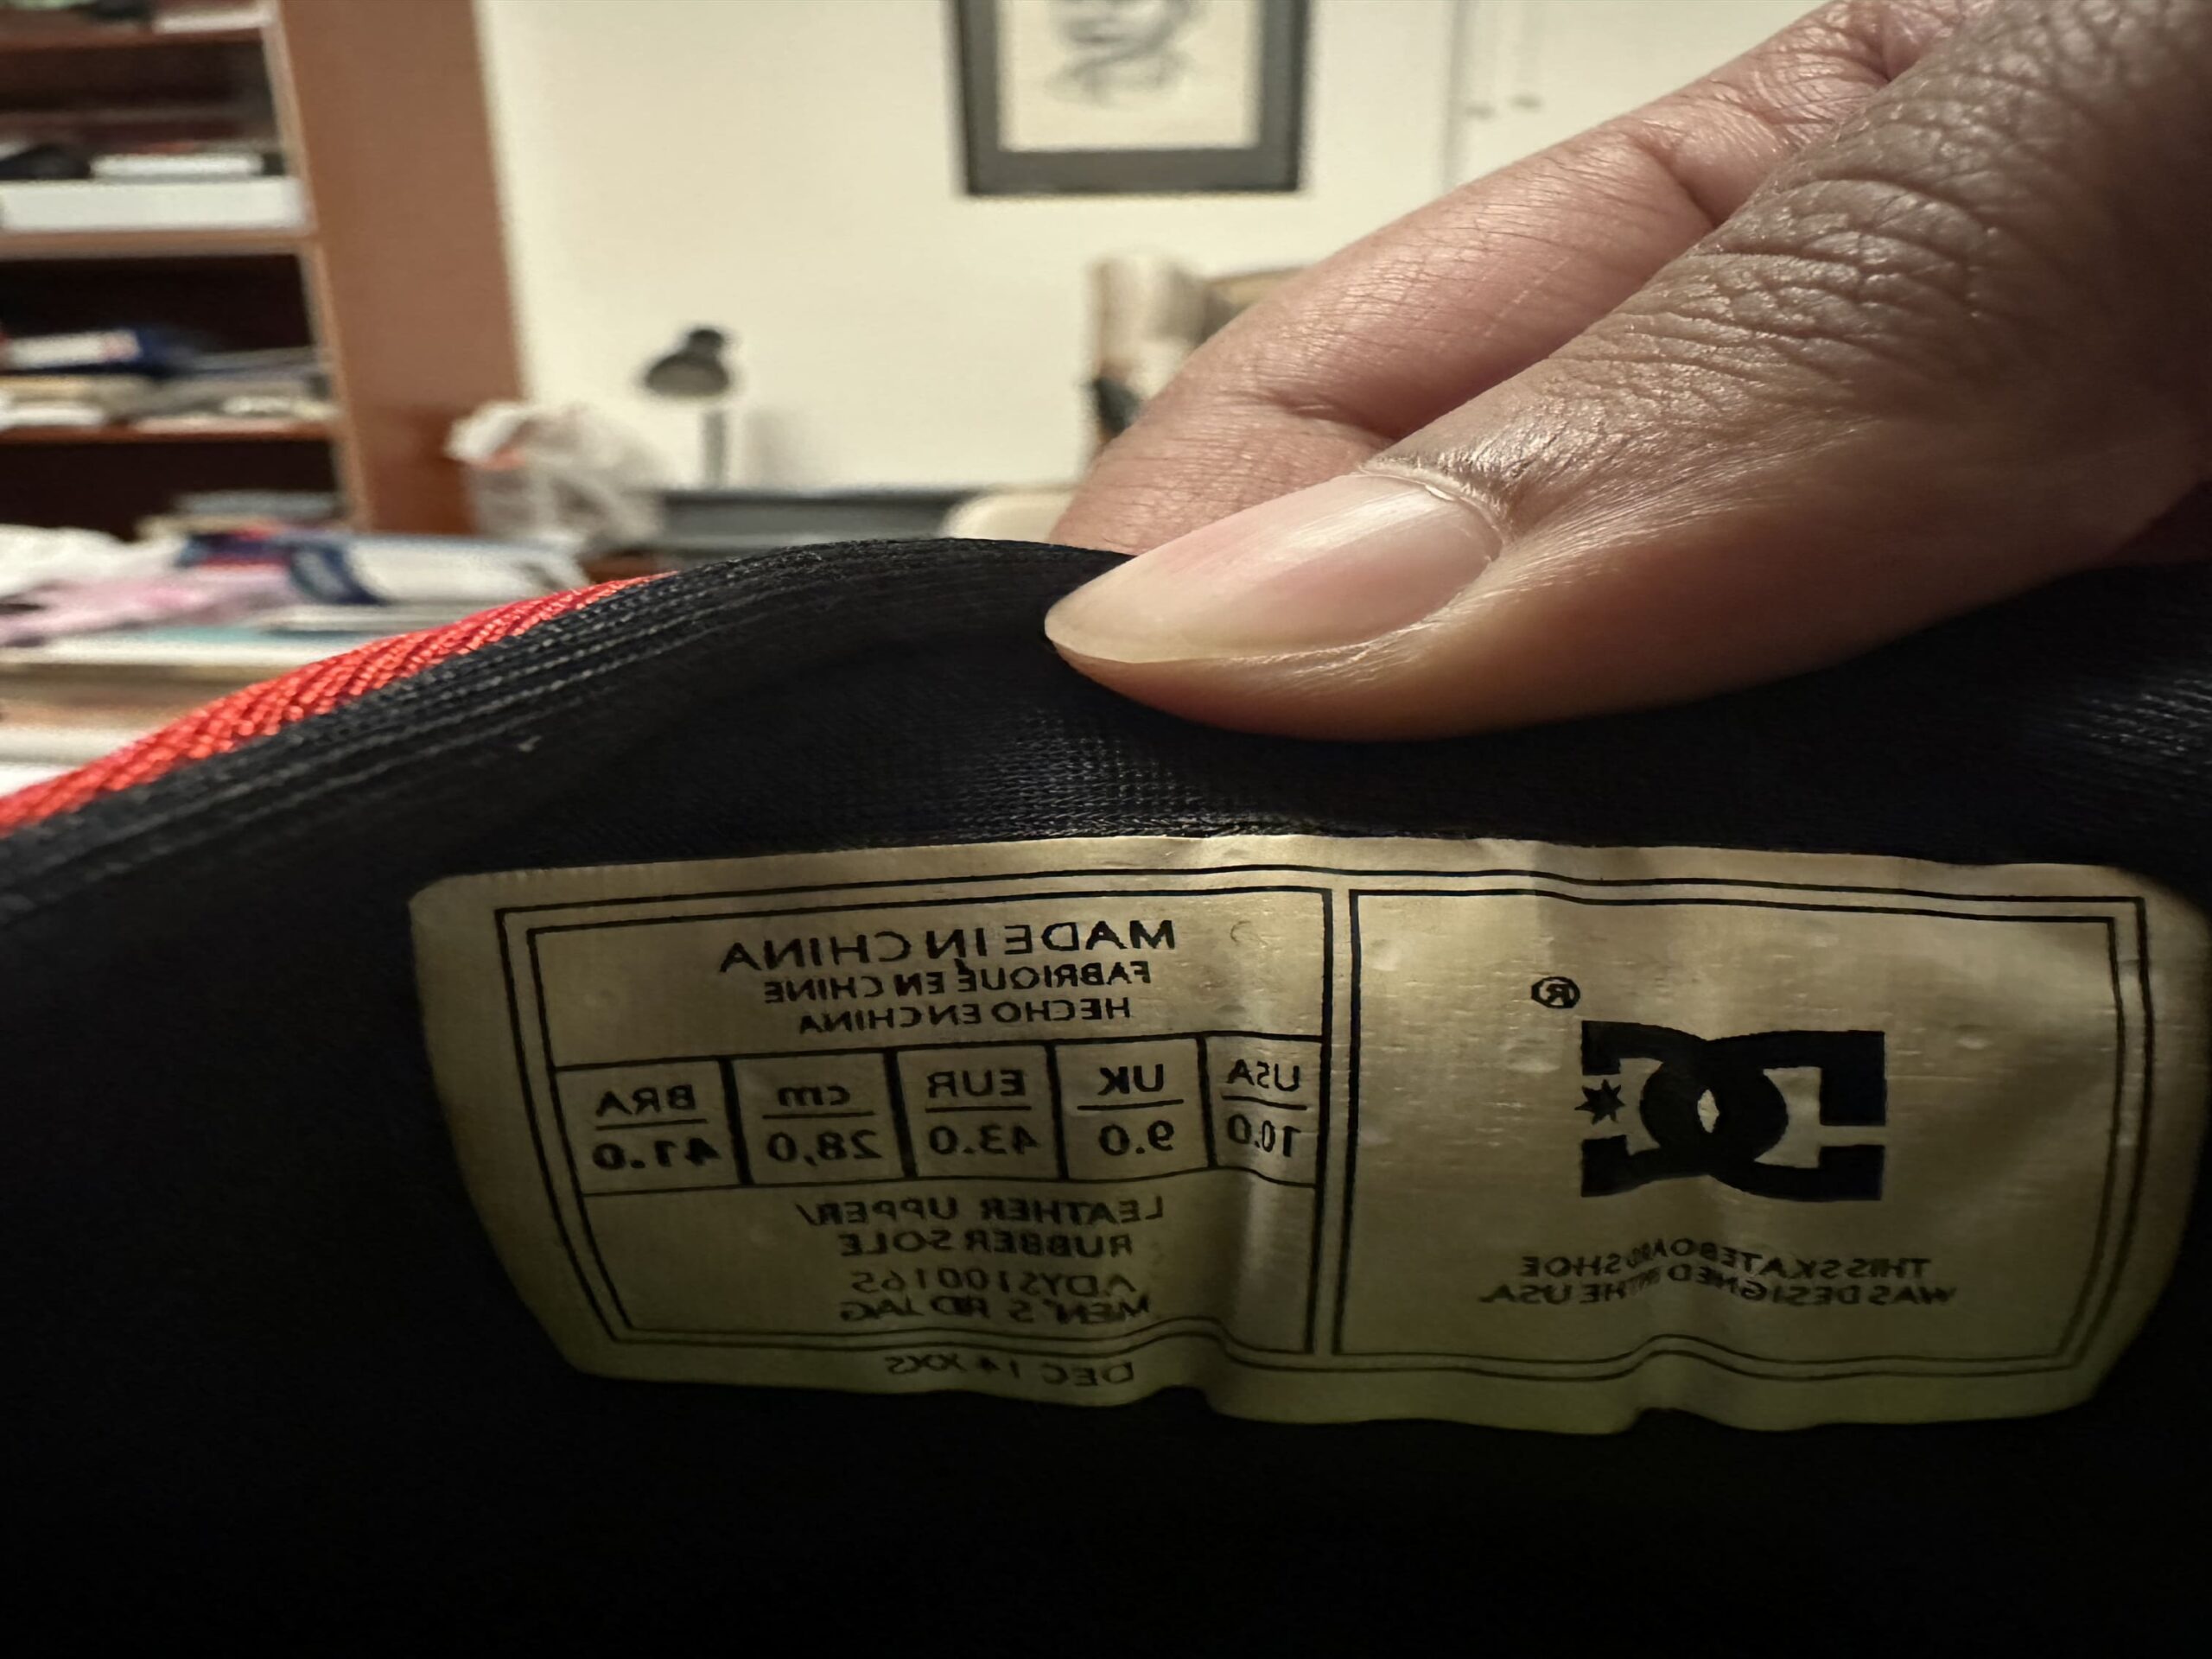 ®
THIS SKATEBOARD SHOE
WAS DESIGNED IN THE USA.
MADE IN CHINA
FABRIQUÉ EN CHINE
HECHO EN CHINA
USA UK EUR cm BRA
10.0 9.0 43.0 28,0 41.0
LEATHER UPPER/
RUBBER SOLE
ADYS100165
MEN'S RD JAG
DEC 14 XXS